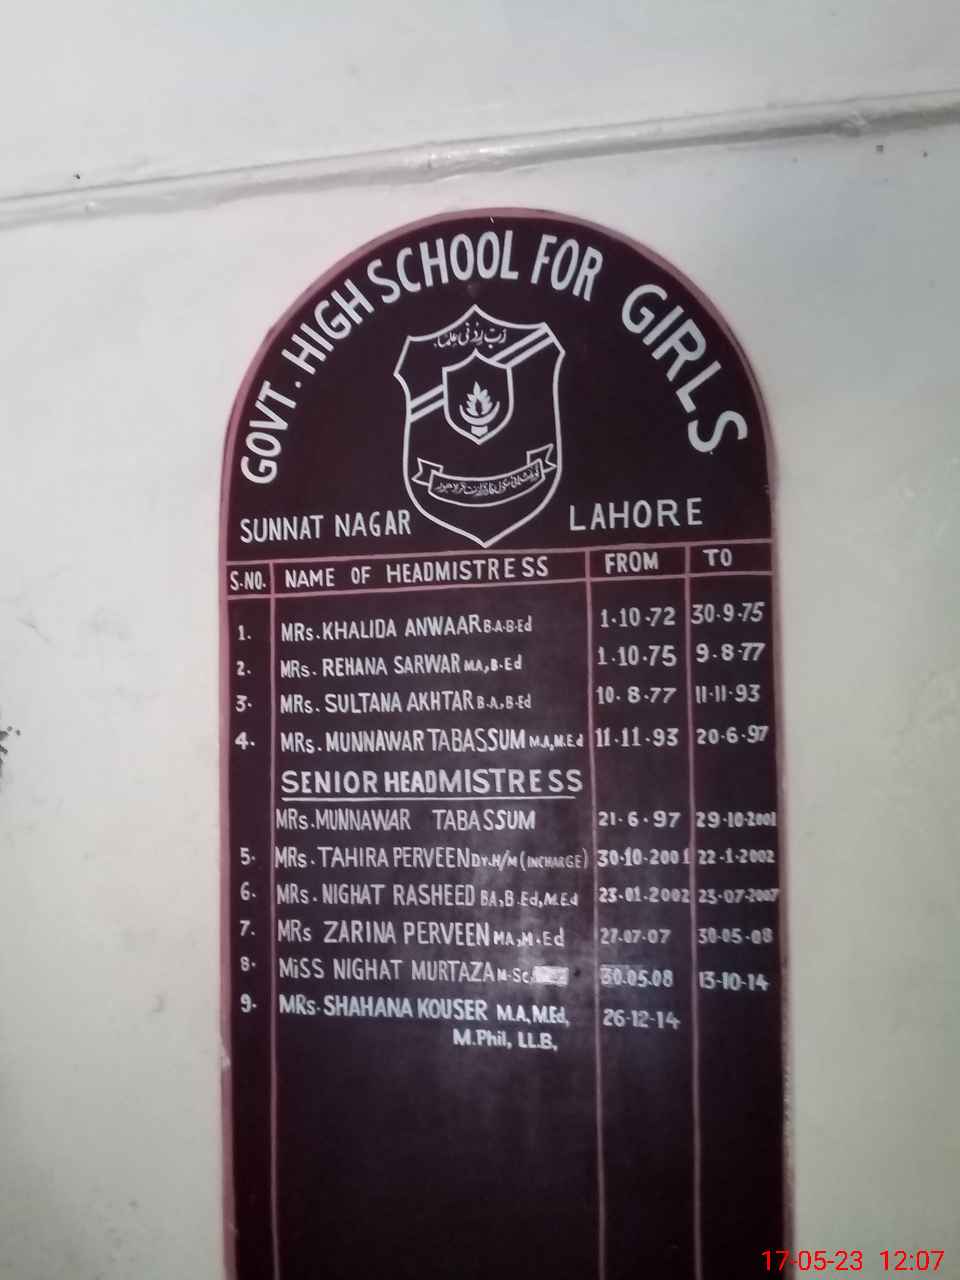 GOVT. HIGH SCHOOL FOR GIRLS
رَبِّ زِدْنِی عِلْمًا
SUNNAT NAGAR LAHORE
S.NO. NAME OF HEADMISTRESS FROM TO
1. MRs. KHALIDA ANWAAR B.A.B.Ed 1.10.72 30.9.75
2. MRs. REHANA SARWAR M.A, B.Ed 1.10.75 9.8.77
3. MRs. SULTANA AKHTAR B.A, B.Ed 10.8.77 11.11.93
4. MRs. MUNNAWAR TABASSUM M.A, M.Ed 11.11.93 20.6.97
SENIOR HEADMISTRESS
MRs. MUNNAWAR TABASSUM 21.6.97 29.10.2001
5. MRs. TAHIRA PERVEEN DY.H/M (INCHARGE) 30.10.2001 22-1-2002
6. MRs. NIGHAT RASHEED BA, B.Ed, M.Ed 23.01.2002 23-07-2007
7. MRs ZARINA PERVEEN MA, M.Ed 27-07-07 30-05-08
8. MiSS NIGHAT MURTAZA M.Sc, 30.05.08 13-10-14
9. MRs. SHAHANA KOUSER M.A, M.Ed, 26-12-14
M.Phil, LL.B,
17-05-23 12:07